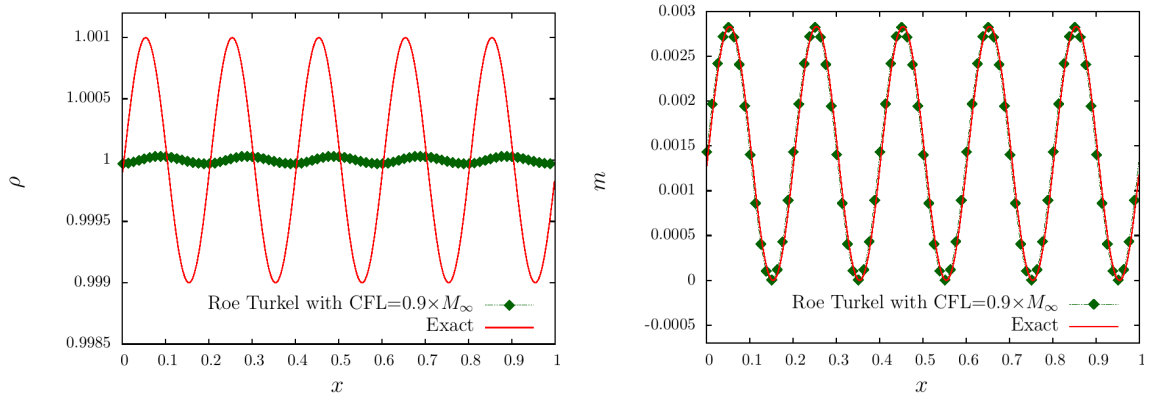 1.001
1.0005
1
0.9995
0.999
0.9985
ρ
0 0.1 0.2 0.3 0.4 0.5 0.6 0.7 0.8 0.9 1
x
Roe Turkel with CFL=0.9×M∞
Exact
0.003
0.0025
0.002
0.0015
0.001
0.0005
0
-0.0005
m
0 0.1 0.2 0.3 0.4 0.5 0.6 0.7 0.8 0.9 1
x
Roe Turkel with CFL=0.9×M∞
Exact